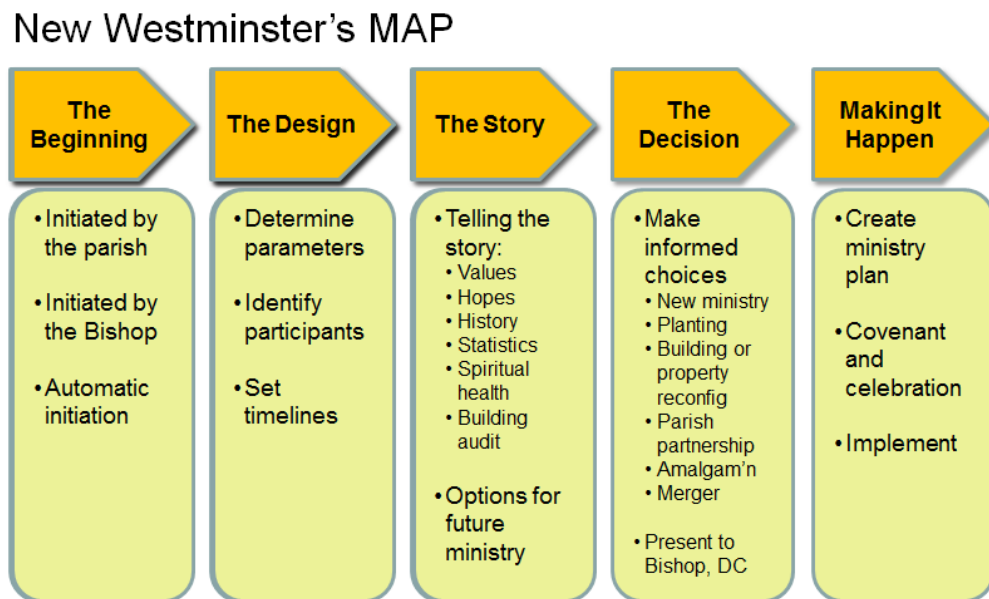 New Westminster's MAP
The
Beginning
• Initiated by
the parish
• Initiated by
the Bishop
• Automatic
initiation
The Design
• Determine
parameters
• Identify
participants
• Set
timelines
The Story
• Telling the
story:
• Values
• Hopes
• History
• Statistics
• Spiritual
health
• Building
audit
• Options for
future
ministry
The
Decision
• Make
informed
choices
• New ministry
• Planting
• Building or
property
reconfig
• Parish
partnership
• Amalgam'n
• Merger
• Present to
Bishop, DC
MakingIt
Happen
• Create
ministry
plan
• Covenant
and
celebration
• Implement